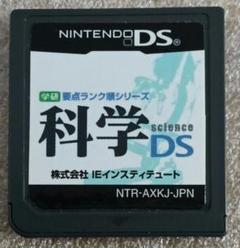 NINTENDO DS®
学研 要点ランク順シリーズ
科学 science DS
株式会社 IEインスティテュート
NTR-AXKJ-JPN